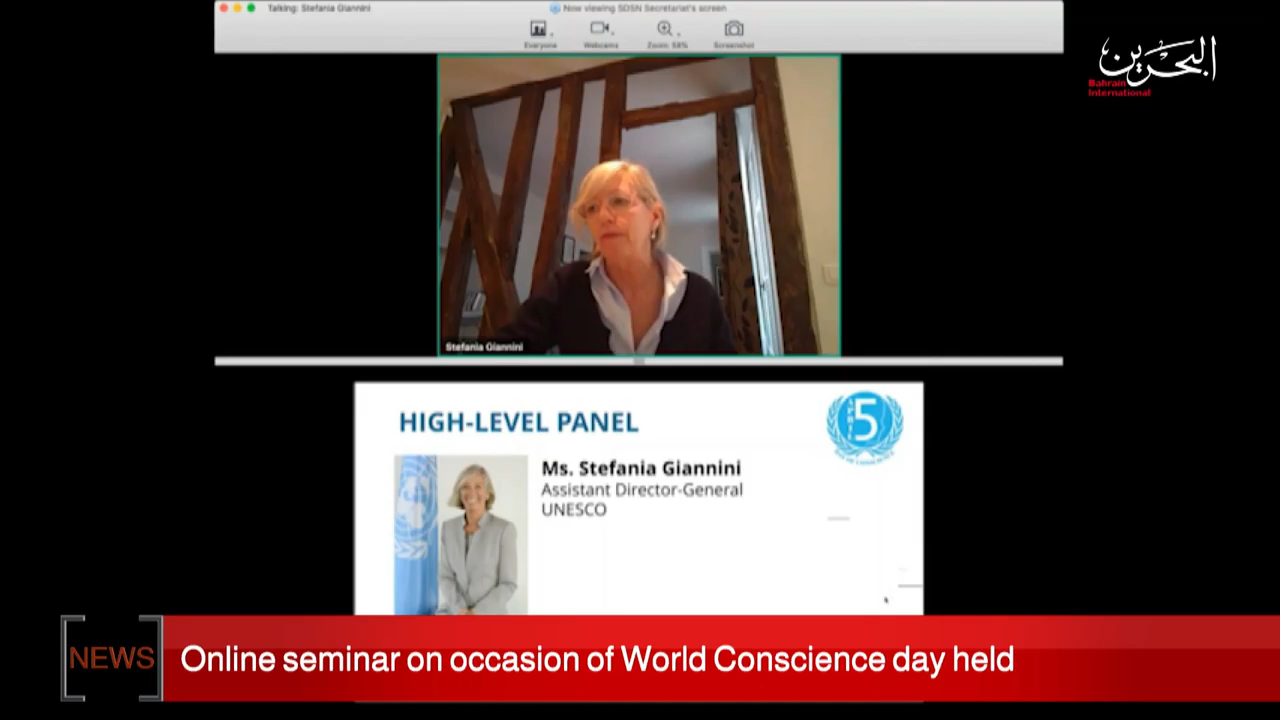 Talking: Stefania Giannini
Now viewing SDSN Secretariat's screen
Everyone
Webcams
Zoom: 58%
Screenshot
البحرين
Bahrain
International
Stefania Giannini
HIGH-LEVEL PANEL
APRIL
5
Ms. Stefania Giannini
Assistant Director-General
UNESCO
NEWS
Online seminar on occasion of World Conscience day held